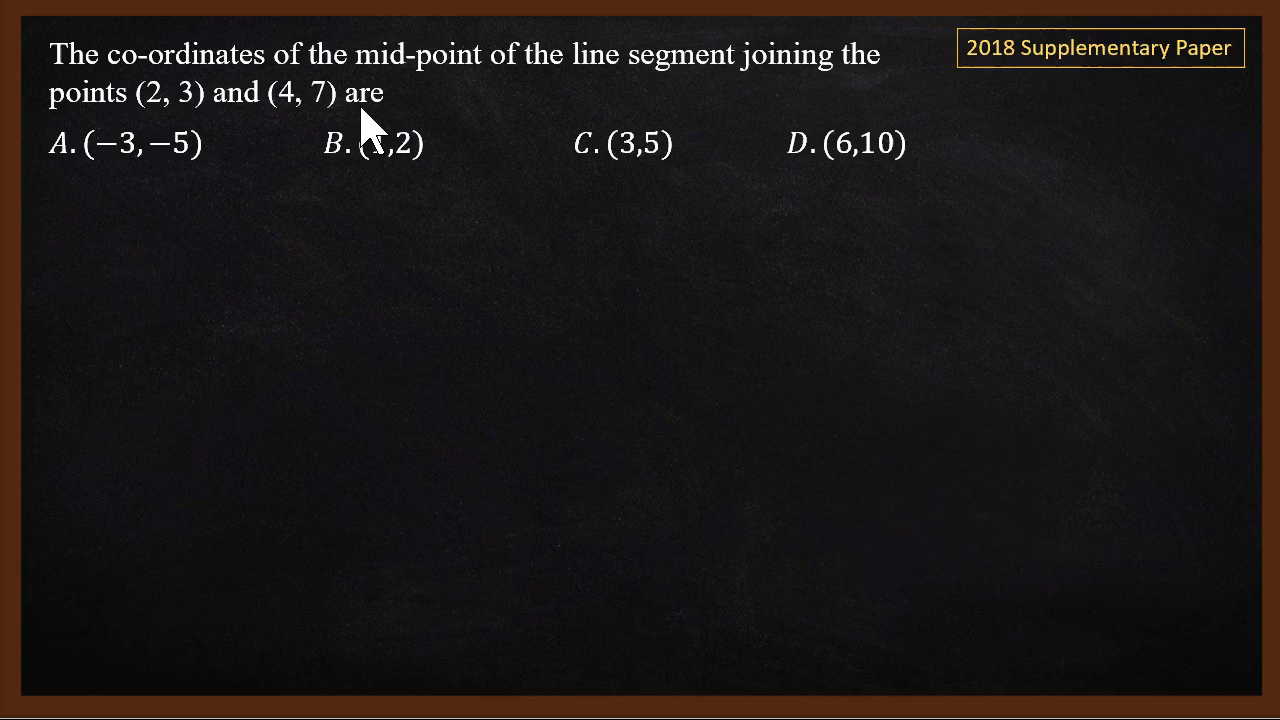 The co-ordinates of the mid-point of the line segment joining the
points (2, 3) and (4, 7) are
2018 Supplementary Paper
A. (−3, −5) B. ,2) C. (3,5) D. (6,10)